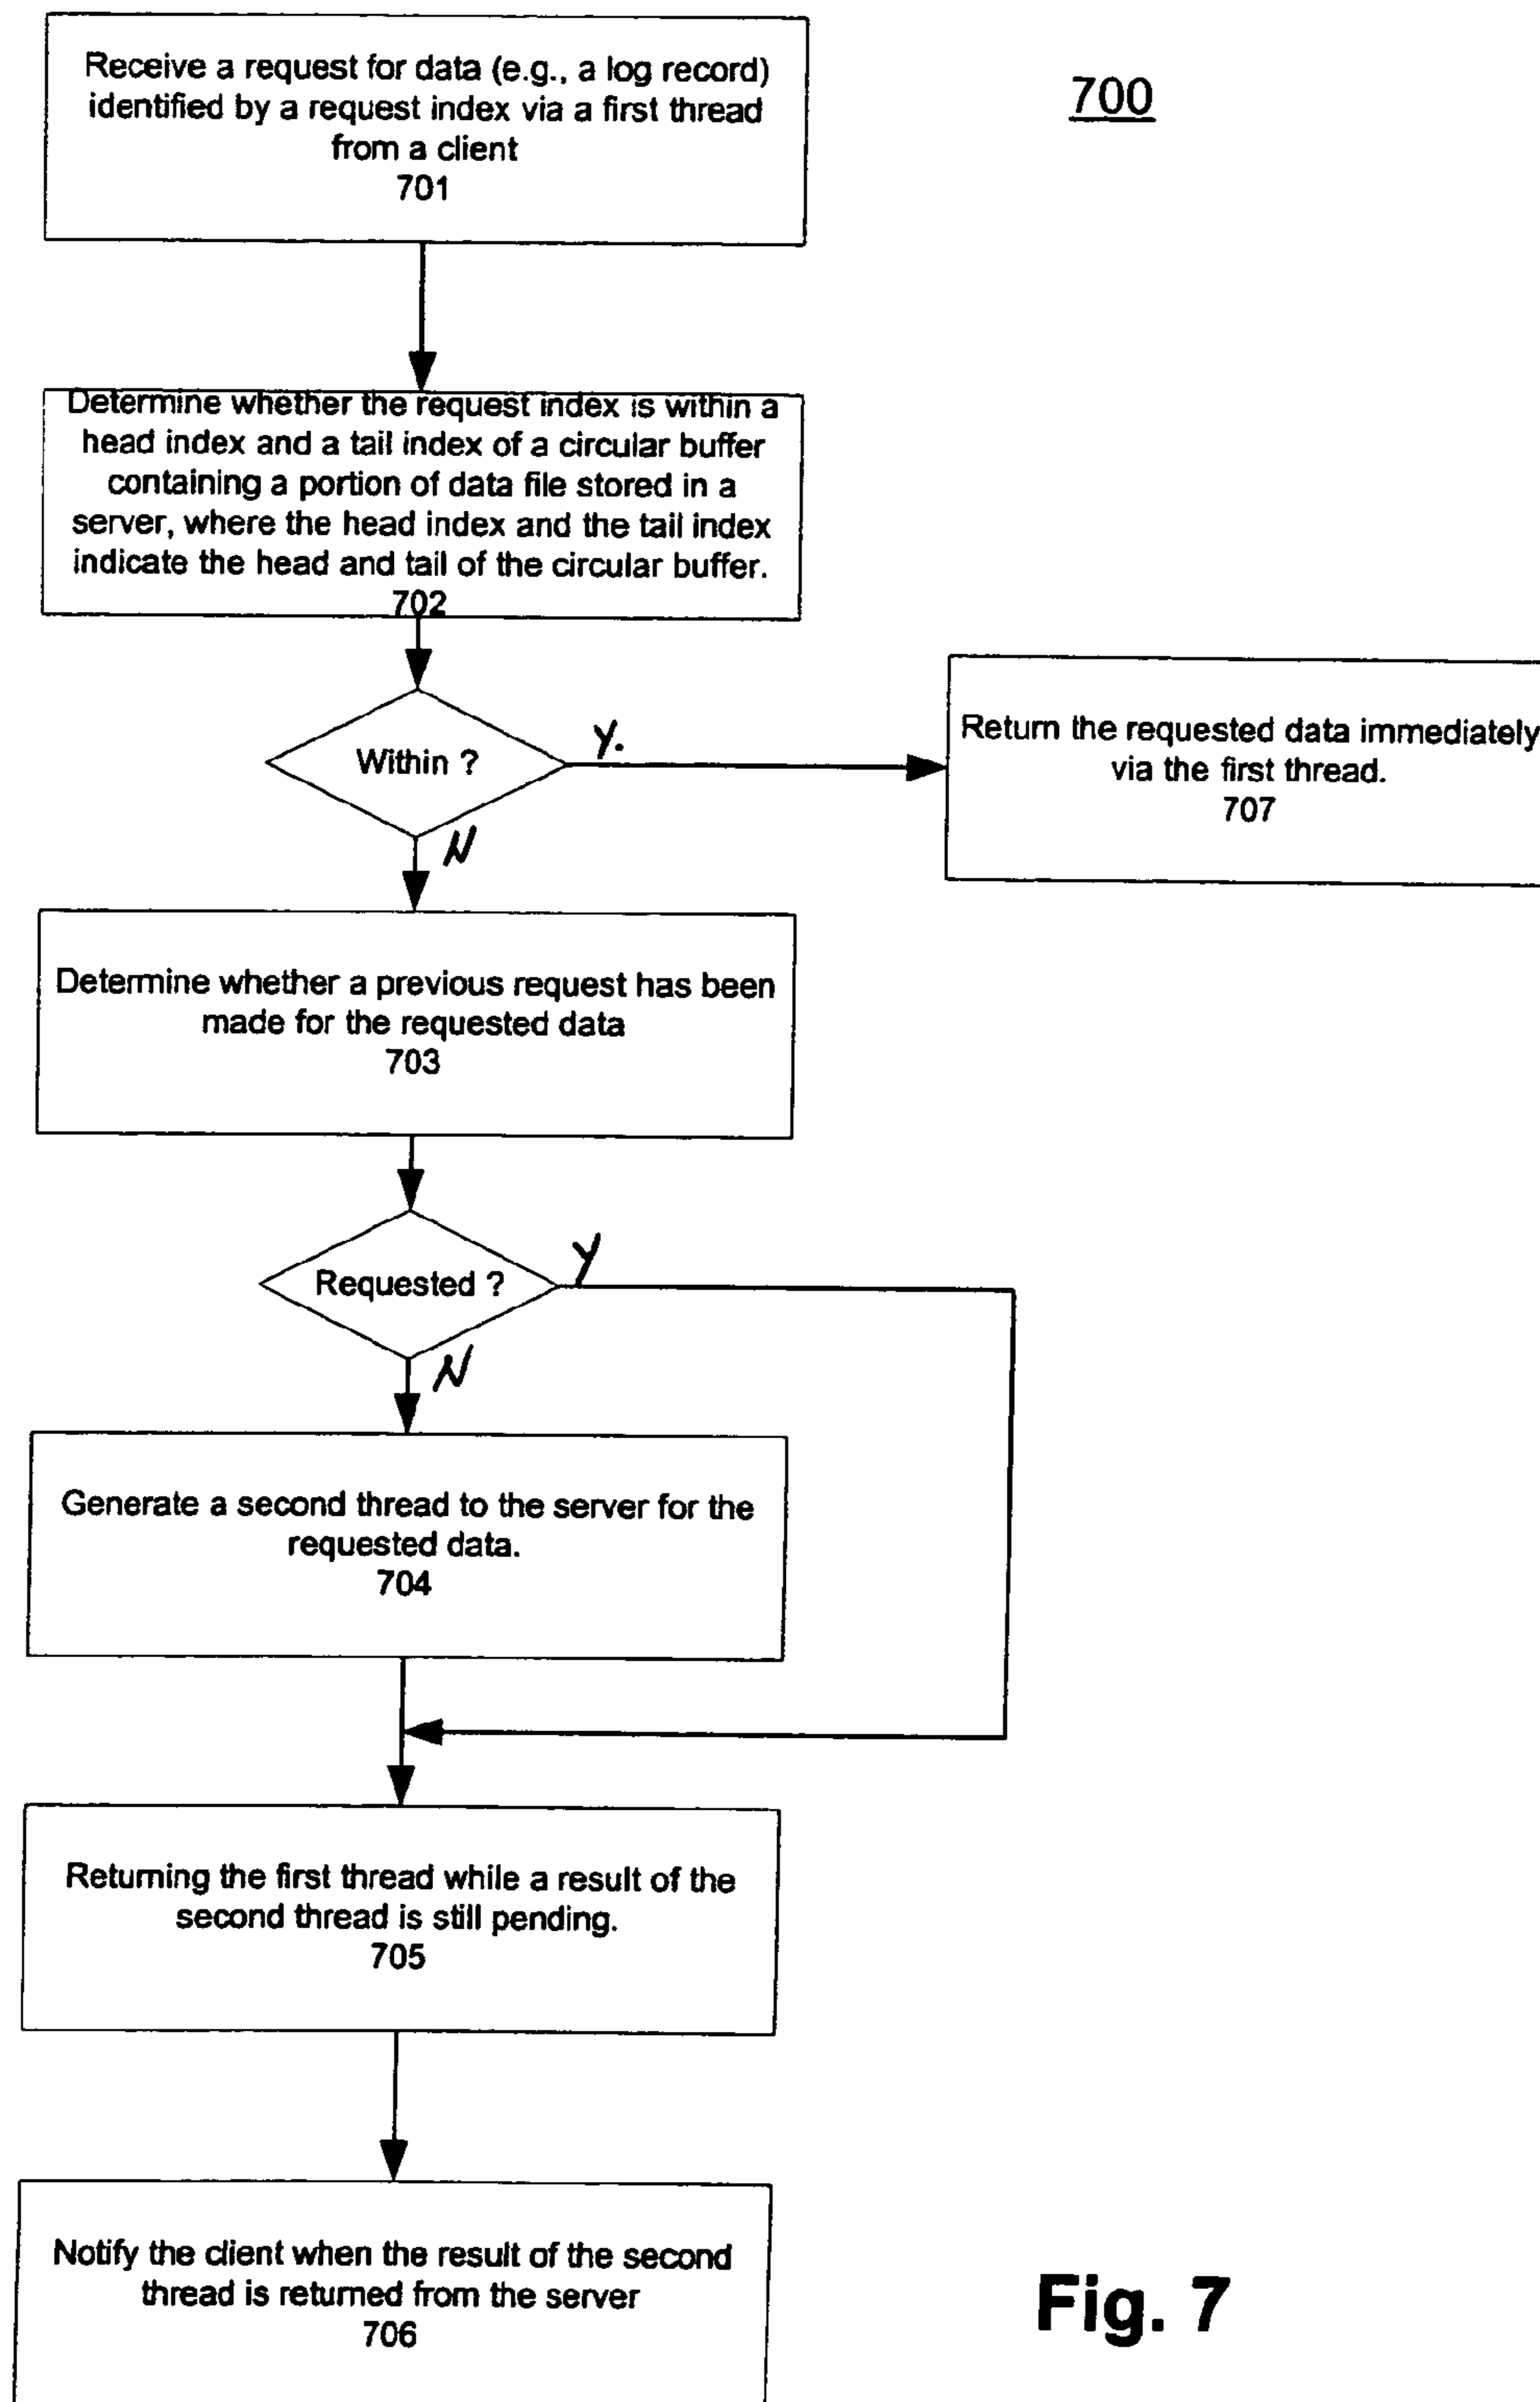 Receive a request for data (e.g., a log record)
identified by a request index via a first thread
from a client
701
700
Determine whether the request index is within a
head index and a tail index of a circular buffer
containing a portion of data file stored in a
server, where the head index and the tail index
indicate the head and tail of the circular buffer.
702
Within ?
Y.
Return the requested data immediately
via the first thread.
707
N
Determine whether a previous request has been
made for the requested data
703
Requested ?
Y
N
Generate a second thread to the server for the
requested data.
704
Returning the first thread while a result of the
second thread is still pending.
705
Notify the client when the result of the second
thread is returned from the server
706
Fig. 7